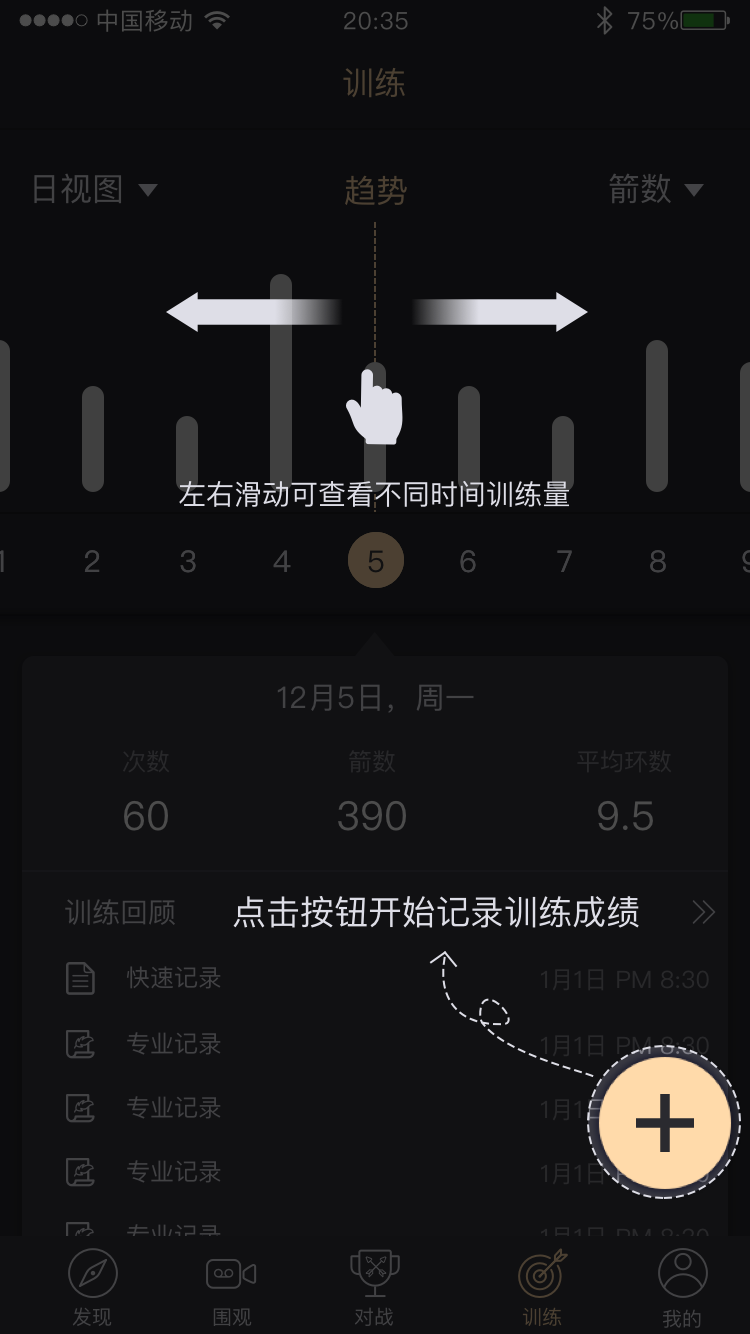 中国移动 20:35 75%
训练
日视图 趋势 箭数
左右滑动可查看不同时间训练量
1 2 3 4 5 6 7 8 9
12月5日，周一
次数 箭数 平均环数
60 390 9.5
训练回顾 点击按钮开始记录训练成绩
快速记录 1月1日 PM 8:30
专业记录 1月1日 PM 8:30
专业记录 1月1
专业记录 1月1日
专业记录 1月1日 PM 8:30
发现 围观 对战 训练 我的